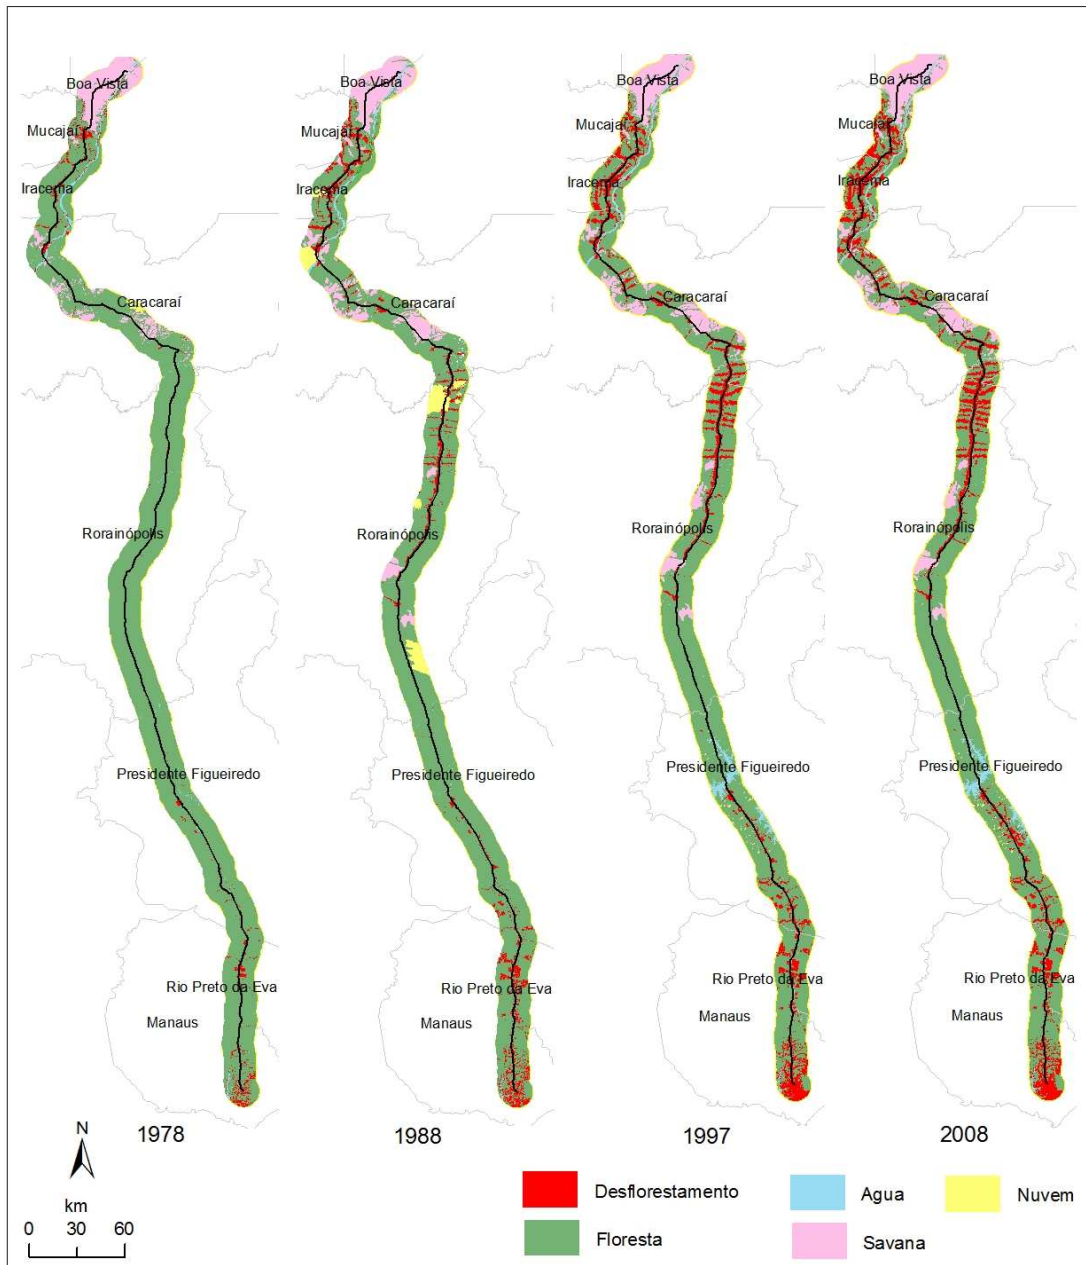 Boa Vista
Mucajaí
Iracema
Caracaraí
Rorainópolis
Presidente Figueiredo
Rio Preto da Eva
Manaus
1978
Boa Vista
Mucajaí
Iracema
Caracaraí
Rorainópolis
Presidente Figueiredo
Rio Preto da Eva
Manaus
1988
Boa Vista
Mucajaí
Iracema
Caracaraí
Rorainópolis
Presidente Figueiredo
Rio Preto da Eva
Manaus
1997
Boa Vista
Mucajaí
Iracema
Caracaraí
Rorainópolis
Presidente Figueiredo
Rio Preto da Eva
Manaus
2008
N
km
0 30 60
Desflorestamento
Agua
Nuvem
Floresta
Savana